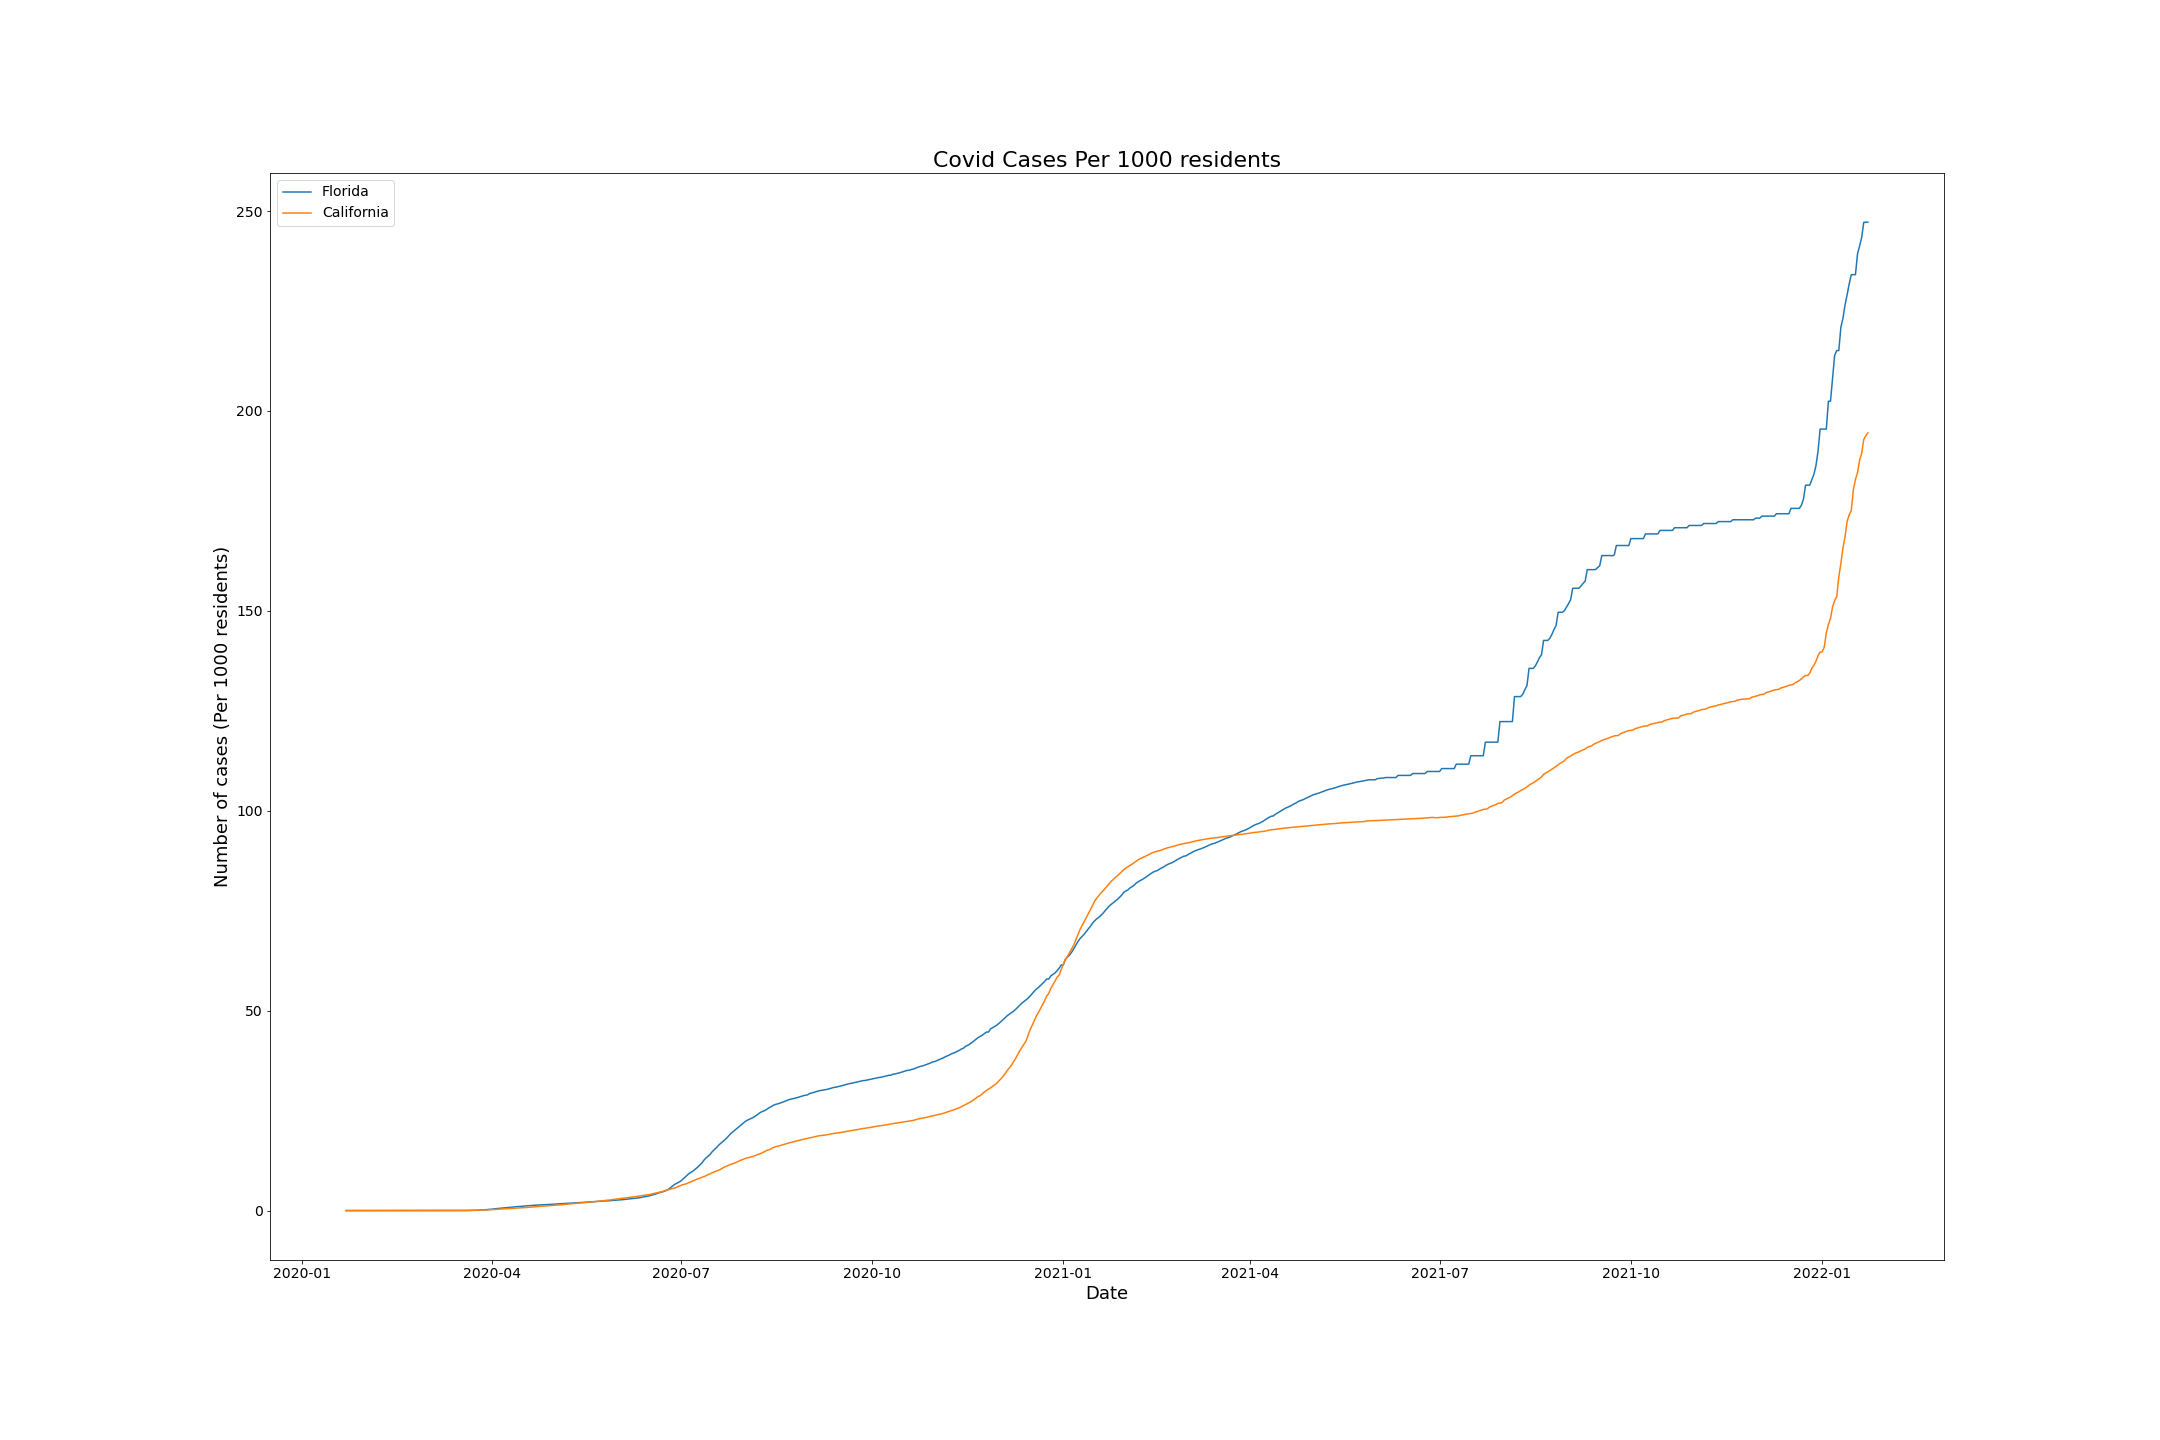 Covid Cases Per 1000 residents
Florida
California
250
200
150
100
50
0
Number of cases (Per 1000 residents)
2020-01 2020-04 2020-07 2020-10 2021-01 2021-04 2021-07 2021-10 2022-01
Date